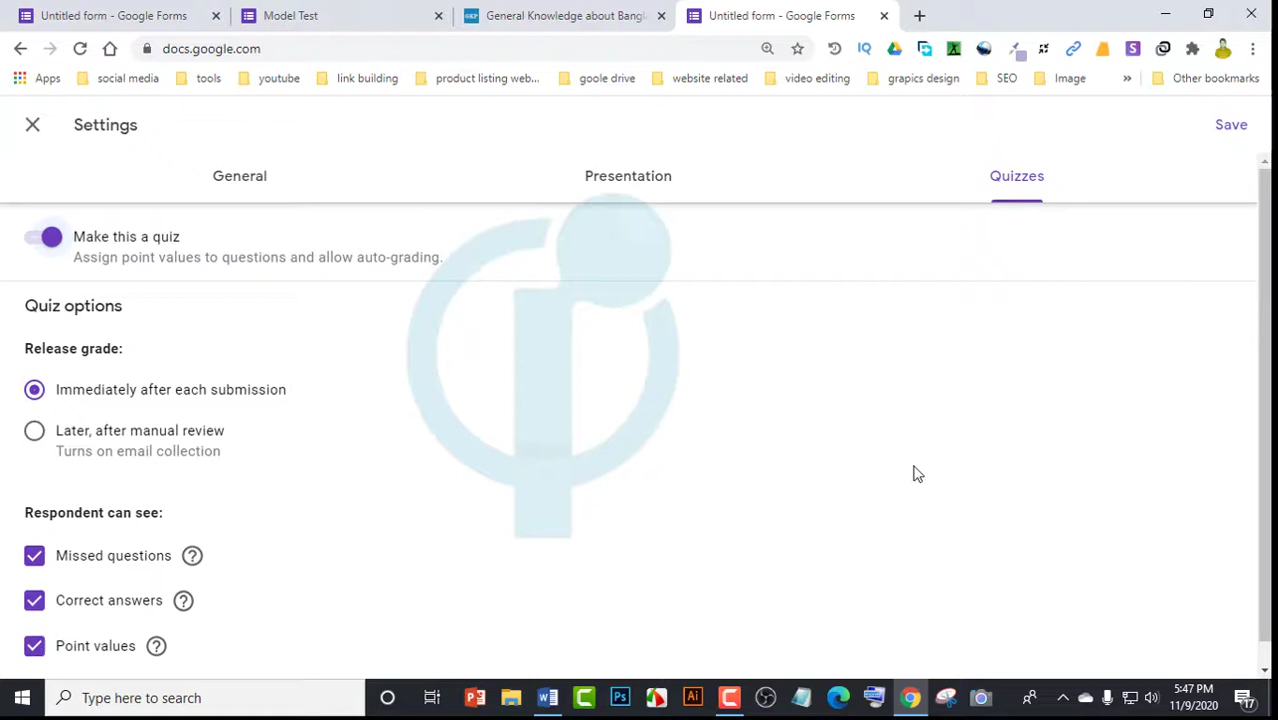 Untitled form - Google Forms
Model Test
General Knowledge about Bangl
Untitled form - Google Forms
docs.google.com
Apps
social media
tools
youtube
link building
product listing web...
goole drive
website related
video editing
grapics design
SEO
Image
Other bookmarks
Settings
Save
General
Presentation
Quizzes
Make this a quiz
Assign point values to questions and allow auto-grading.
Quiz options
Release grade:
Immediately after each submission
Later, after manual review
Turns on email collection
Respondent can see:
Missed questions
Correct answers
Point values
Type here to search
5:47 PM
11/9/2020
17